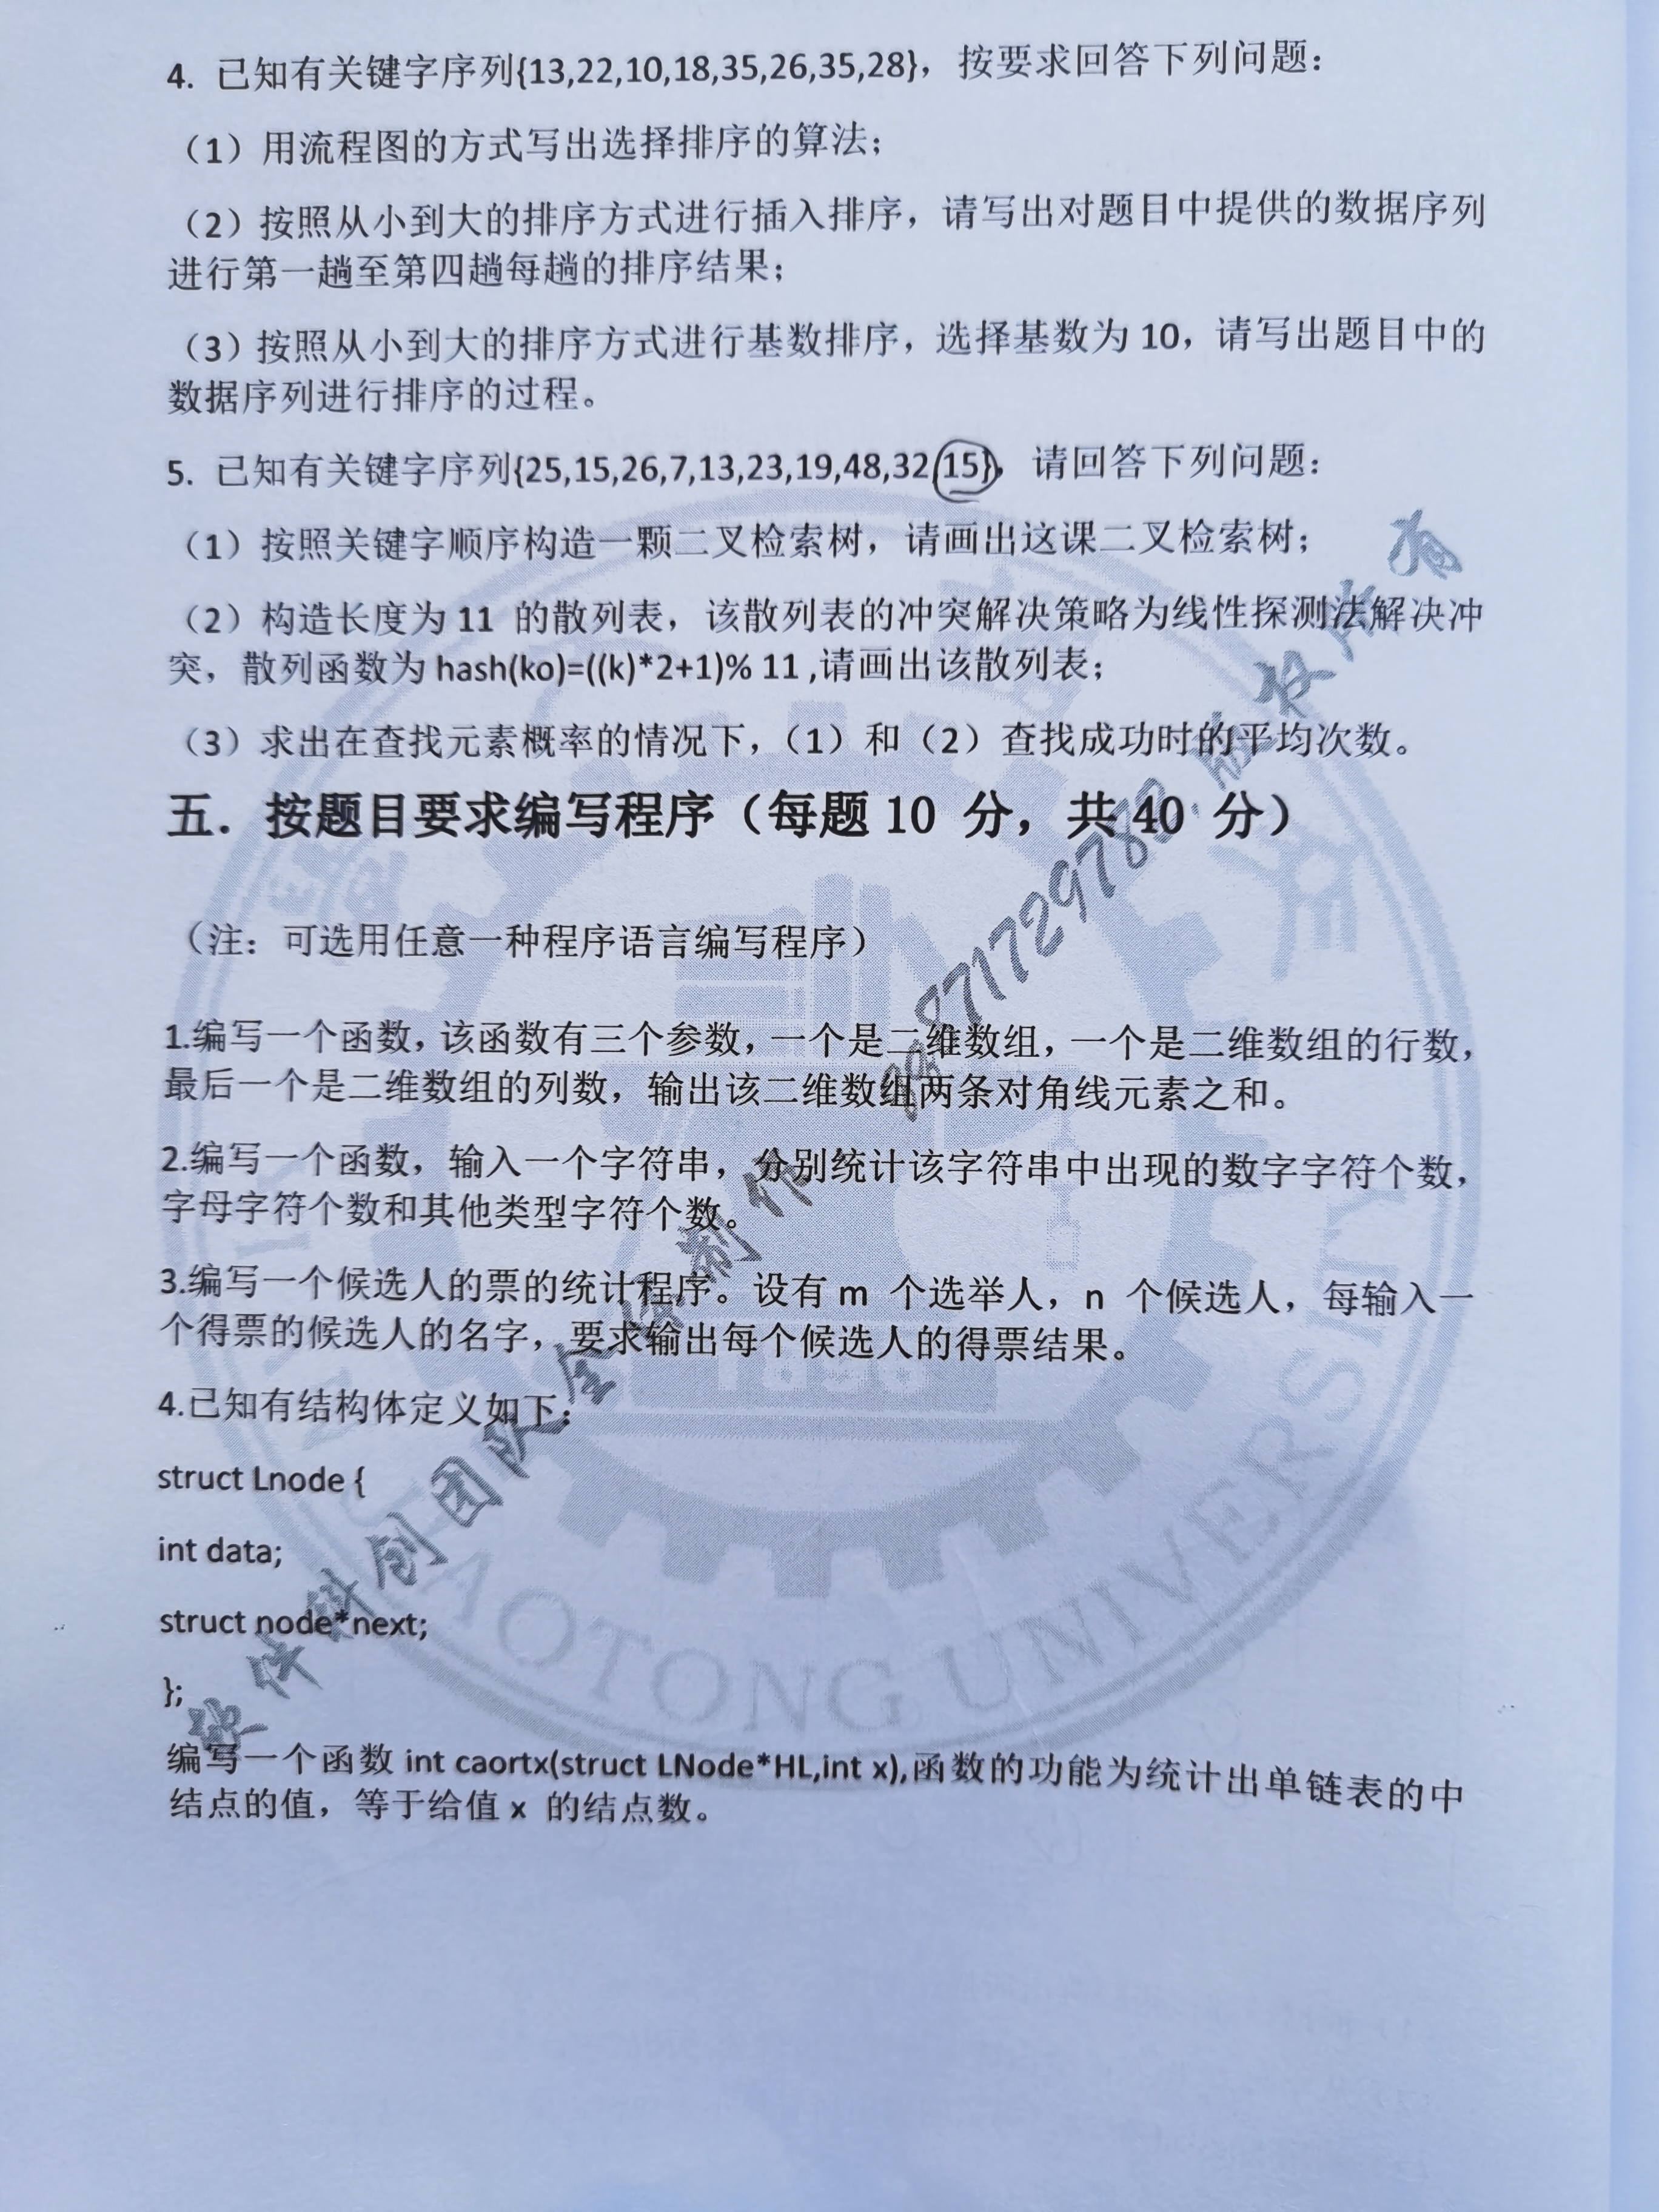 4. 已知有关键字序列{13,22,10,18,35,26,35,28}，按要求回答下列问题：
（1）用流程图的方式写出选择排序的算法；
（2）按照从小到大的排序方式进行插入排序，请写出对题目中提供的数据序列
进行第一趟至第四趟每趟的排序结果；
（3）按照从小到大的排序方式进行基数排序，选择基数为 10，请写出题目中的
数据序列进行排序的过程。
5. 已知有关键字序列{25,15,26,7,13,23,19,48,32,15}，请回答下列问题：
（1）按照关键字顺序构造一颗二叉检索树，请画出这课二叉检索树；
（2）构造长度为 11 的散列表，该散列表的冲突解决策略为线性探测法解决冲
突，散列函数为 hash(ko)=((k)*2+1)% 11 ,请画出该散列表；
（3）求出在查找元素概率的情况下，（1）和（2）查找成功时的平均次数。
五．按题目要求编写程序（每题 10 分，共 40 分）
（注：可选用任意一种程序语言编写程序）
1.编写一个函数，该函数有三个参数，一个是二维数组，一个是二维数组的行数，
最后一个是二维数组的列数，输出该二维数组两条对角线元素之和。
2.编写一个函数，输入一个字符串，分别统计该字符串中出现的数字字符个数，
字母字符个数和其他类型字符个数。
3.编写一个候选人的票的统计程序。设有 m 个选举人，n 个候选人，每输入一
个得票的候选人的名字，要求输出每个候选人的得票结果。
4.已知有结构体定义如下：
struct Lnode {
int data;
struct node*next;
};
编写一个函数 int caortx(struct LNode*HL,int x),函数的功能为统计出单链表的中
结点的值，等于给值 x 的结点数。
AOTONG UNIVERSITY